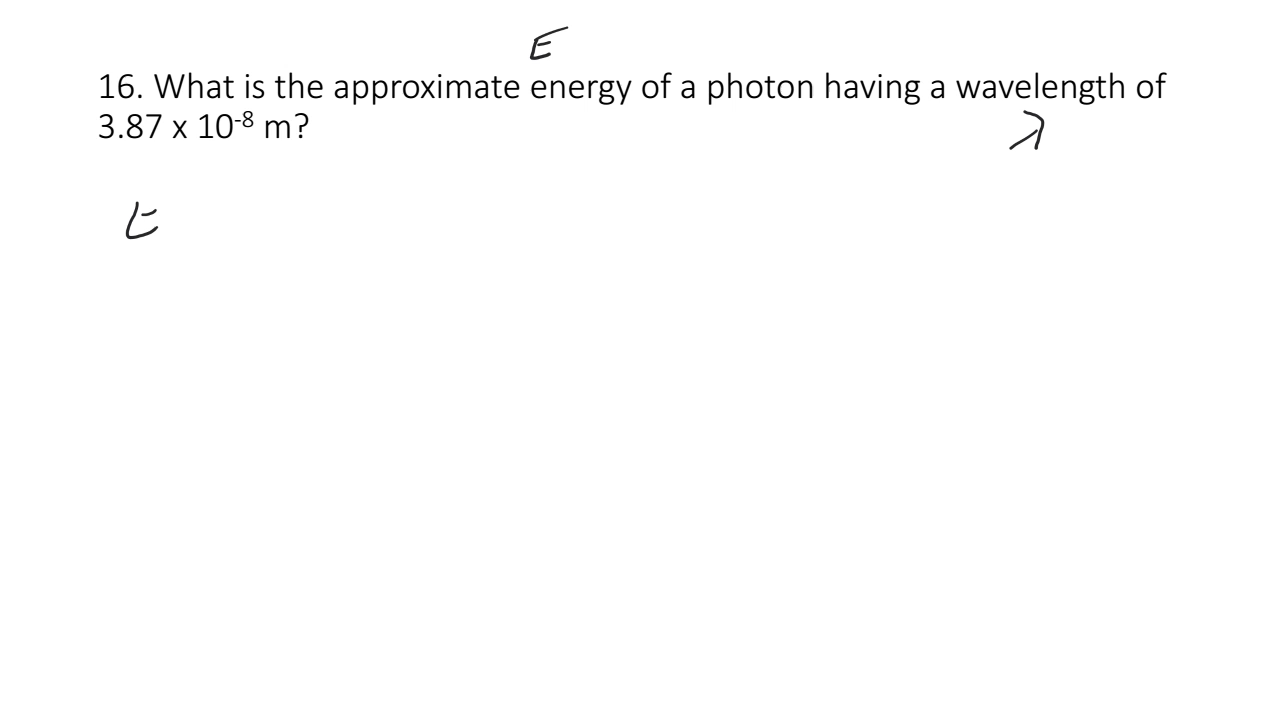 E
16. What is the approximate energy of a photon having a wavelength of
3.87 x 10⁻⁸ m?
λ
E